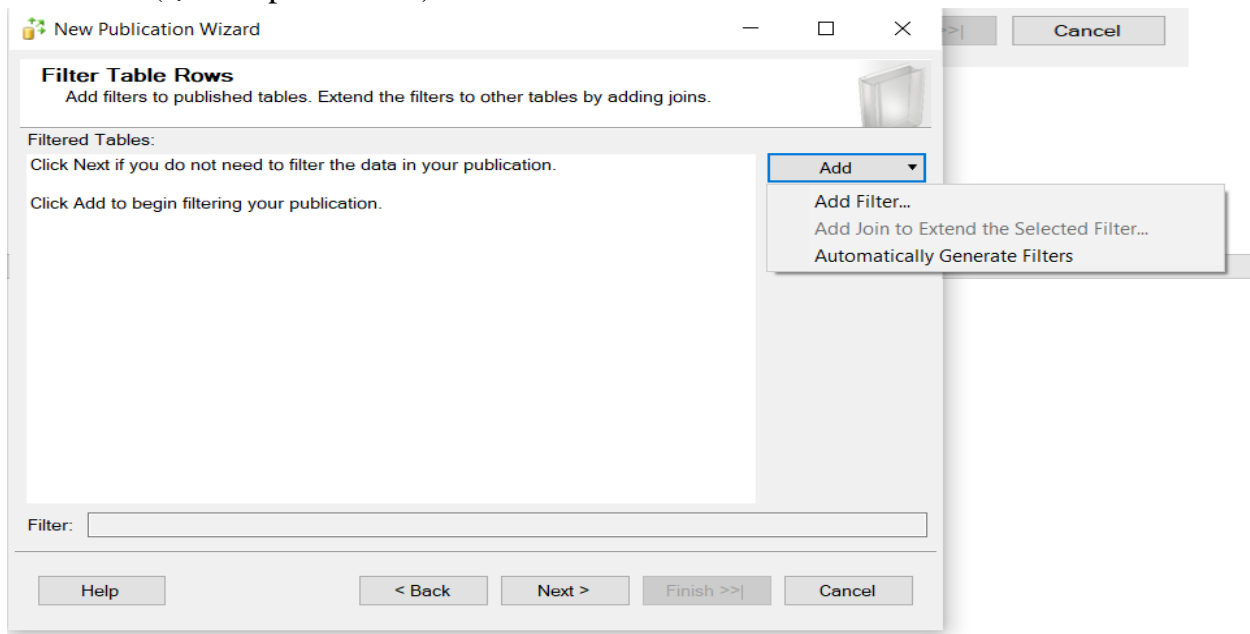 New Publication Wizard
>>| Cancel
Filter Table Rows
Add filters to published tables. Extend the filters to other tables by adding joins.
Filtered Tables:
Click Next if you do not need to filter the data in your publication.
Add
Click Add to begin filtering your publication.
Add Filter...
Add Join to Extend the Selected Filter...
Automatically Generate Filters
Filter:
Help < Back Next > Finish >>| Cancel